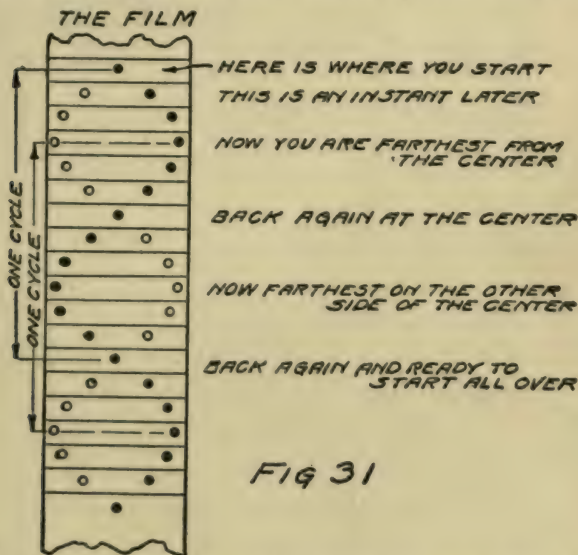 THE FILM
HERE IS WHERE YOU START
THIS IS AN INSTANT LATER
NOW YOU ARE FARTHEST FROM
THE CENTER
BACK AGAIN AT THE CENTER
NOW FARTHEST ON THE OTHER
SIDE OF THE CENTER
BACK AGAIN AND READY TO
START ALL OVER
ONE CYCLE
ONE CYCLE
FIG 31